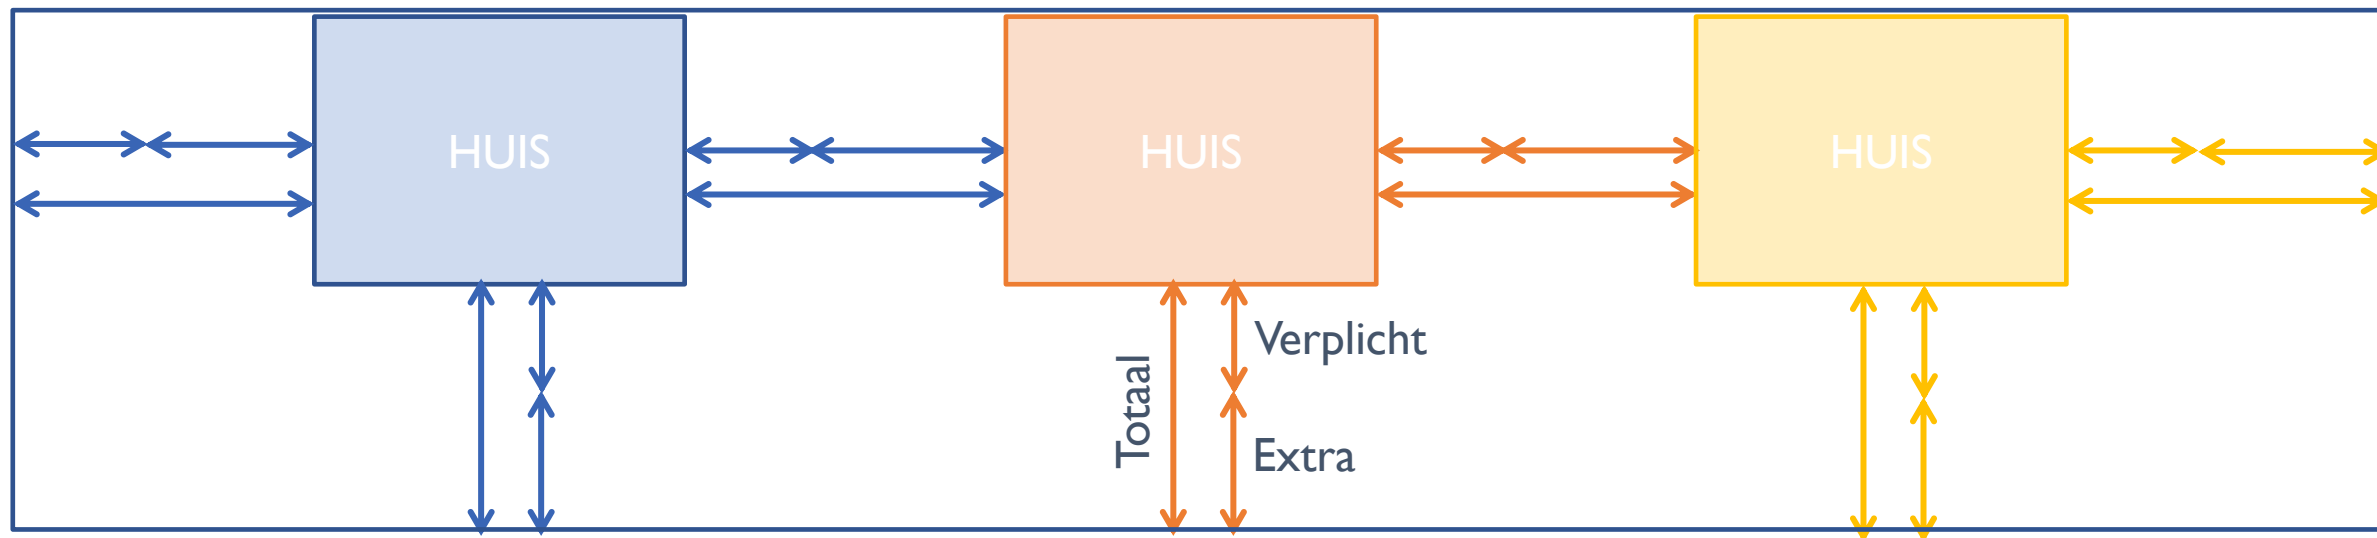 HUIS
HUIS
HUIS
Verplicht
Totaal
Extra